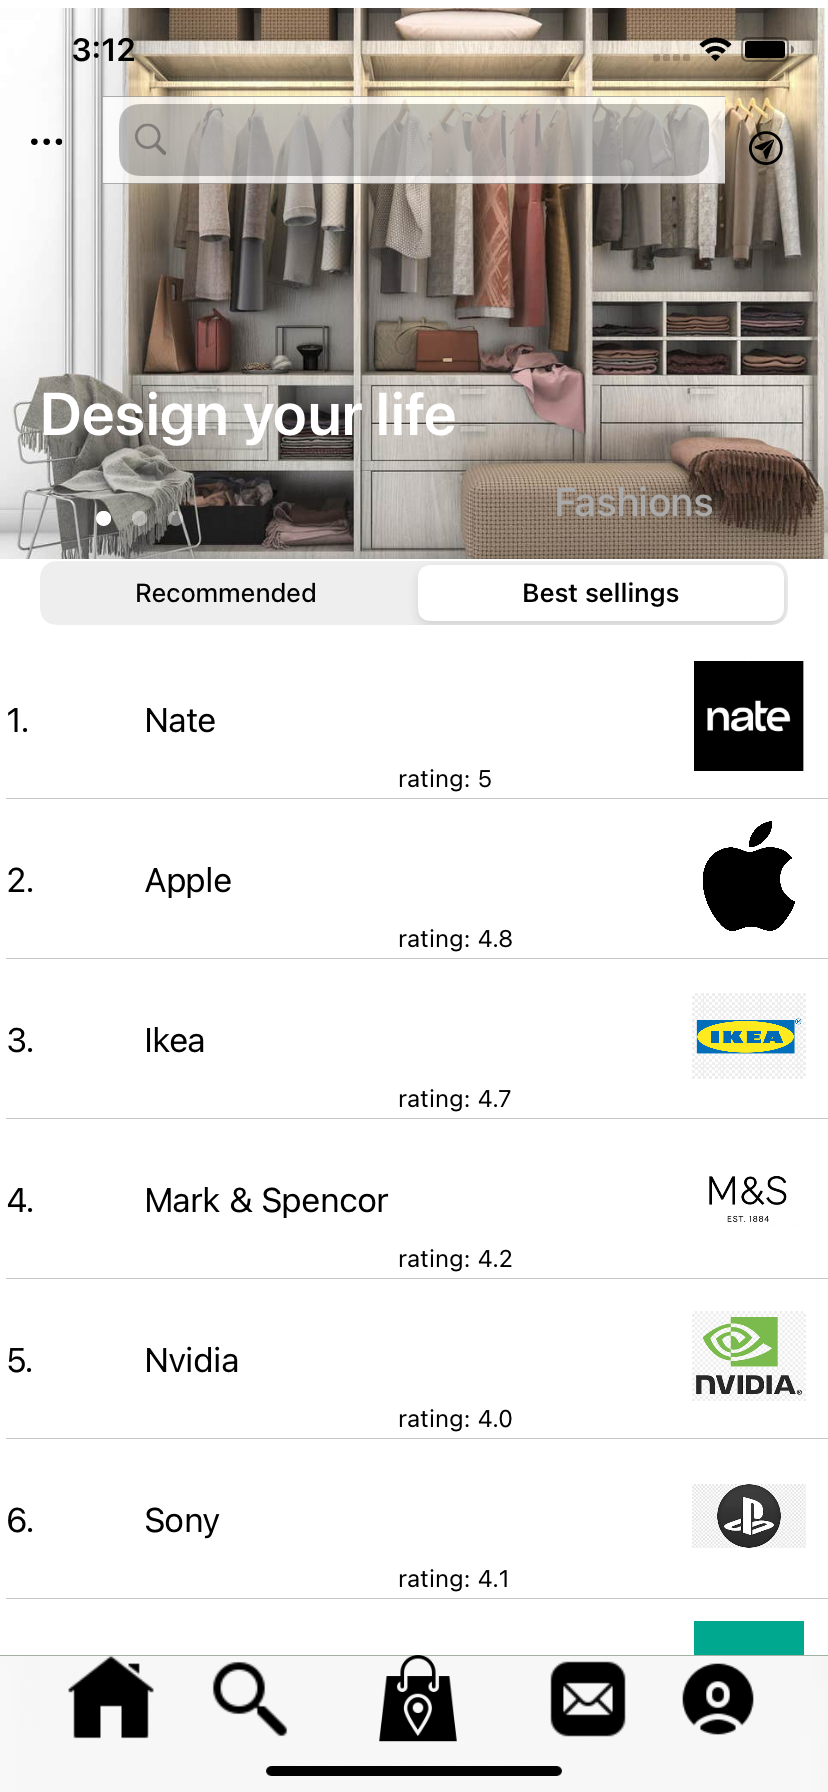 3:12
Design your life
Fashions
Recommended
Best sellings
1.
Nate
nate
rating: 5
2.
Apple
rating: 4.8
3.
Ikea
IKEA
®
rating: 4.7
4.
Mark & Spencor
M&S
EST. 1884
rating: 4.2
5.
Nvidia
NVIDIA®
rating: 4.0
6.
Sony
rating: 4.1